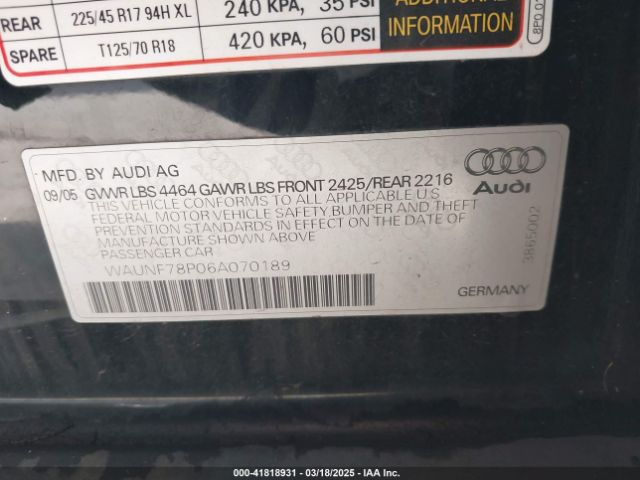 REAR 225/45 R17 94H XL 240 KPA, 35 PSI
SPARE T125/70 R18 420 KPA, 60 PSI
ADDITIONAL
INFORMATION
MFD. BY AUDI AG
09/05 GVWR LBS 4464 GAWR LBS FRONT 2425/REAR 2216
THIS VEHICLE CONFORMS TO ALL APPLICABLE U.S.
FEDERAL MOTOR VEHICLE SAFETY BUMPER AND THEFT
PREVENTION STANDARDS IN EFFECT ON THE DATE OF
MANUFACTURE SHOWN ABOVE
PASSENGER CAR
WAUNF78P06A070189
Audi
3865002
GERMANY
000-41818931 — 03/18/2025 — IAA Inc.